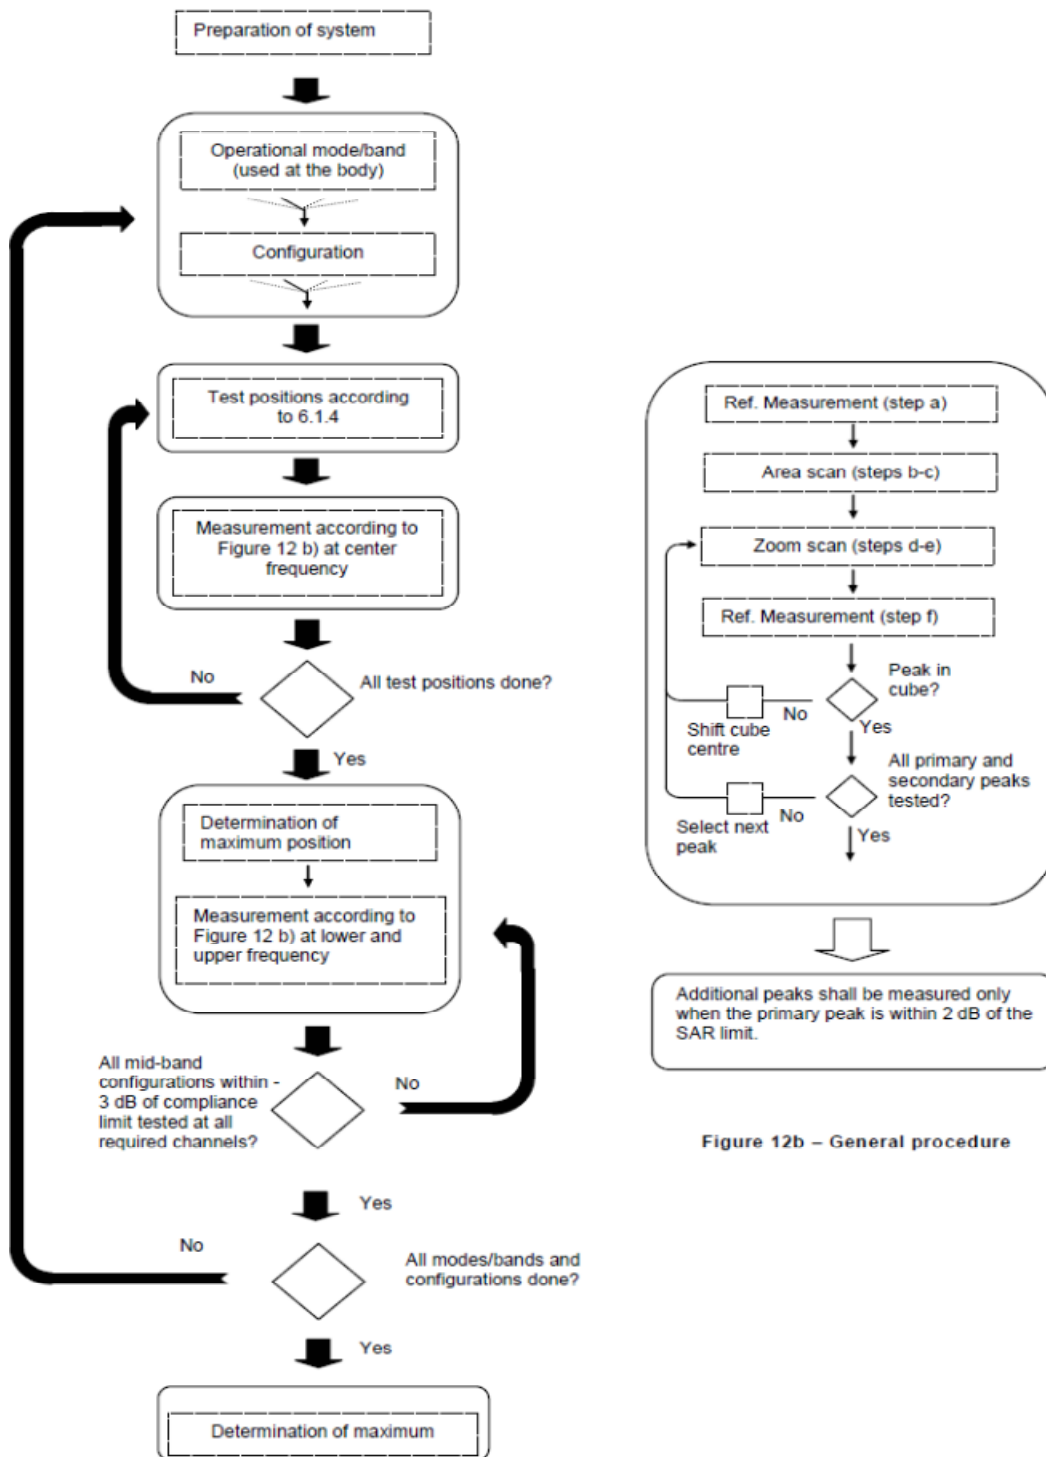 Preparation of system
Operational mode/band
(used at the body)
Configuration
Test positions according
to 6.1.4
Measurement according to
Figure 12 b) at center
frequency
No
All test positions done?
Yes
Determination of
maximum position
Measurement according to
Figure 12 b) at lower and
upper frequency
All mid-band
configurations within -
3 dB of compliance
limit tested at all
required channels?
No
Yes
No
All modes/bands and
configurations done?
Yes
Determination of maximum
Ref. Measurement (step a)
Area scan (steps b-c)
Zoom scan (steps d-e)
Ref. Measurement (step f)
Peak in
cube?
No
Shift cube
centre
Yes
All primary and
secondary peaks
tested?
No
Select next
peak
Yes
Additional peaks shall be measured only
when the primary peak is within 2 dB of the
SAR limit.
Figure 12b – General procedure